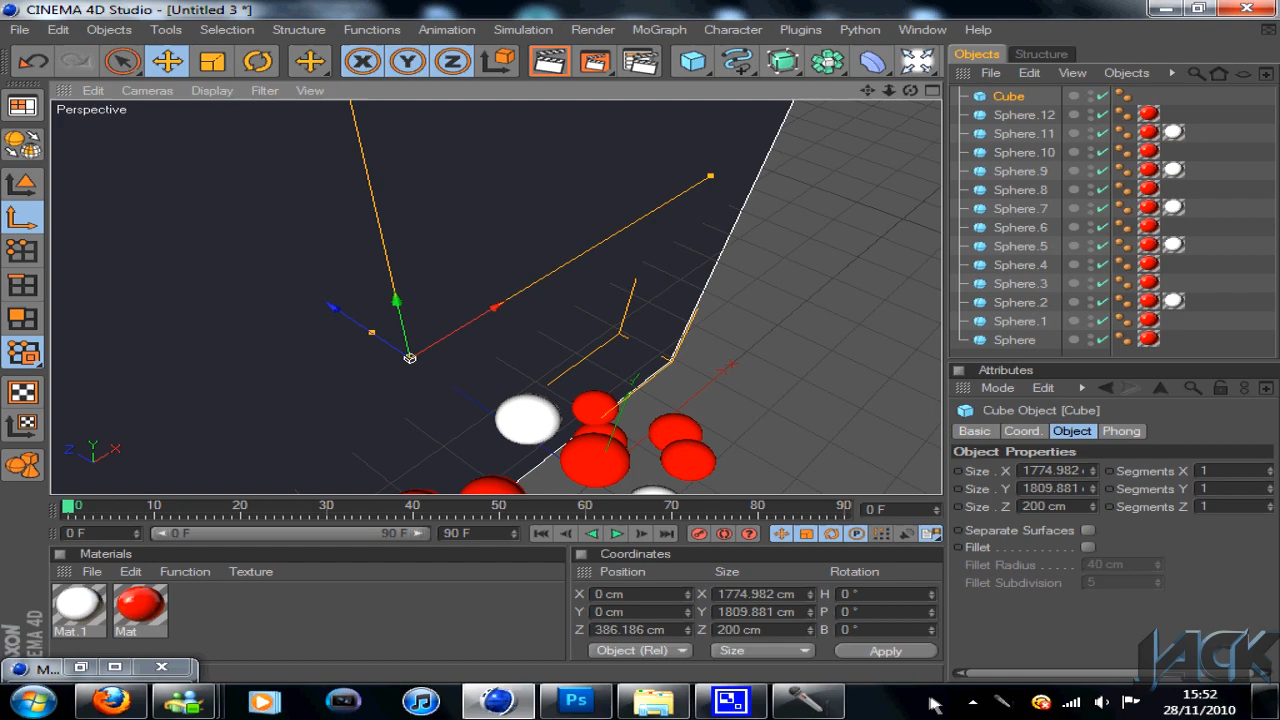 CINEMA 4D Studio - [Untitled 3 *]
File Edit Objects Tools Selection Structure Functions Animation Simulation Render MoGraph Character Plugins Python Window Help
X Y Z
Objects Structure
File Edit View Objects
Edit Cameras Display Filter View
Perspective
Cube
Sphere.12
Sphere.11
Sphere.10
Sphere.9
Sphere.8
Sphere.7
Sphere.6
Sphere.5
Sphere.4
Sphere.3
Sphere.2
Sphere.1
Sphere
Attributes
Mode Edit
Cube Object [Cube]
Basic Coord. Object Phong
Object Properties
Size . X 1774.982 Segments X 1
Size . Y 1809.881 cm Segments Y 1
Size . Z 200 cm Segments Z 1
Separate Surfaces
Fillet
Fillet Radius 40 cm
Fillet Subdivision 5
Z Y X
0 10 20 30 40 50 60 70 80 90 0 F
0 F 0 F 90 F 90 F
Materials
File Edit Function Texture
Mat.1 Mat
Coordinates
Position Size Rotation
X 0 cm X 1774.982 cm H 0 °
Y 0 cm Y 1809.881 cm P 0 °
Z 386.186 cm Z 200 cm B 0 °
Object (Rel) Size Apply
AXON
EMA 4D
M...
JACK
Ps
15:52
28/11/2010